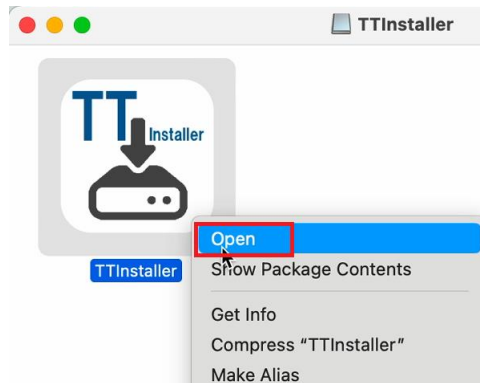 TTInstaller
TT Installer
Open
TTInstaller
Show Package Contents
Get Info
Compress “TTInstaller”
Make Alias